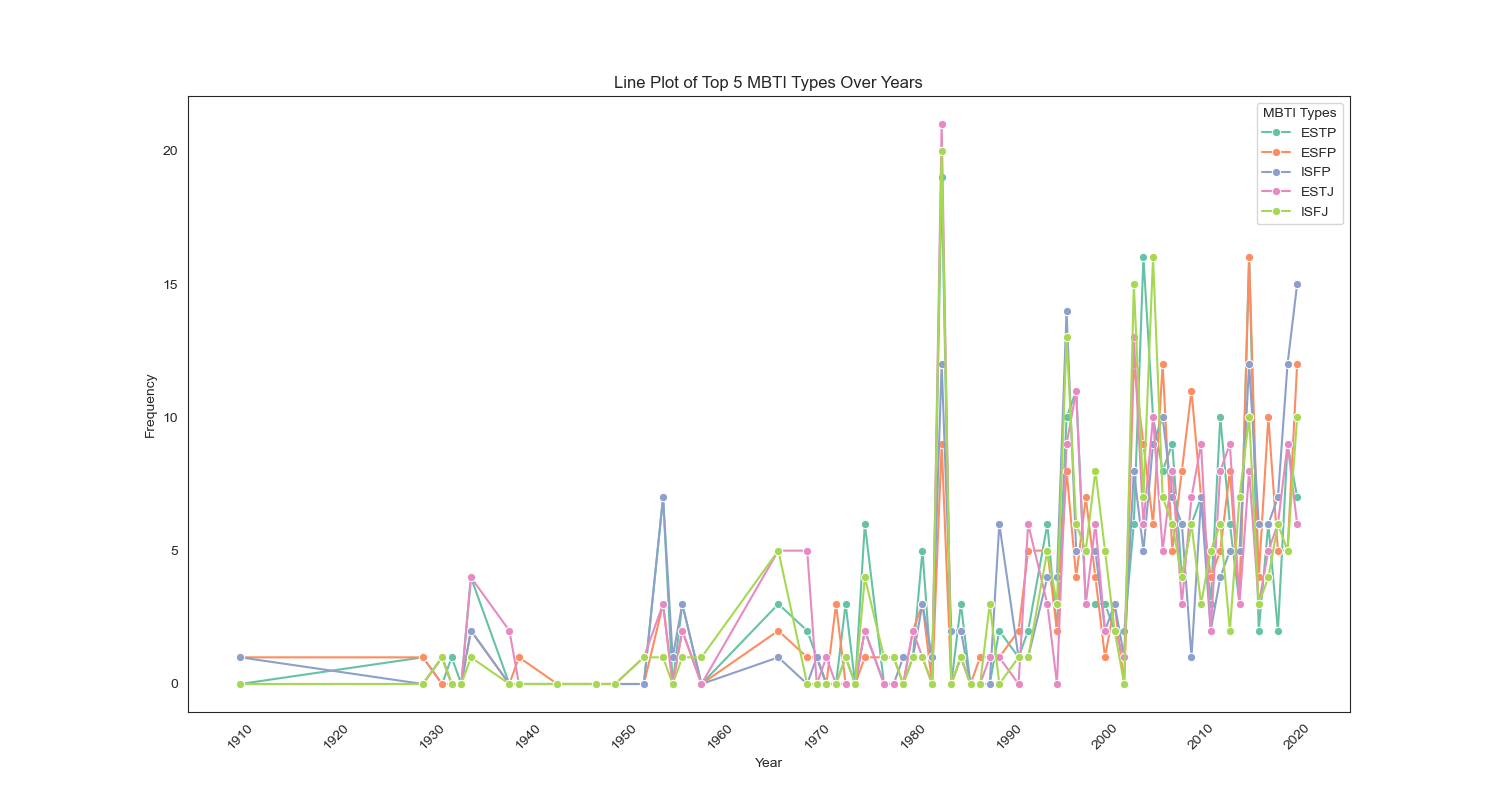 Line Plot of Top 5 MBTI Types Over Years
MBTI Types
ESTP
ESFP
ISFP
ESTJ
ISFJ
Frequency
20
15
10
5
0
1910
1920
1930
1940
1950
1960
1970
1980
1990
2000
2010
2020
Year